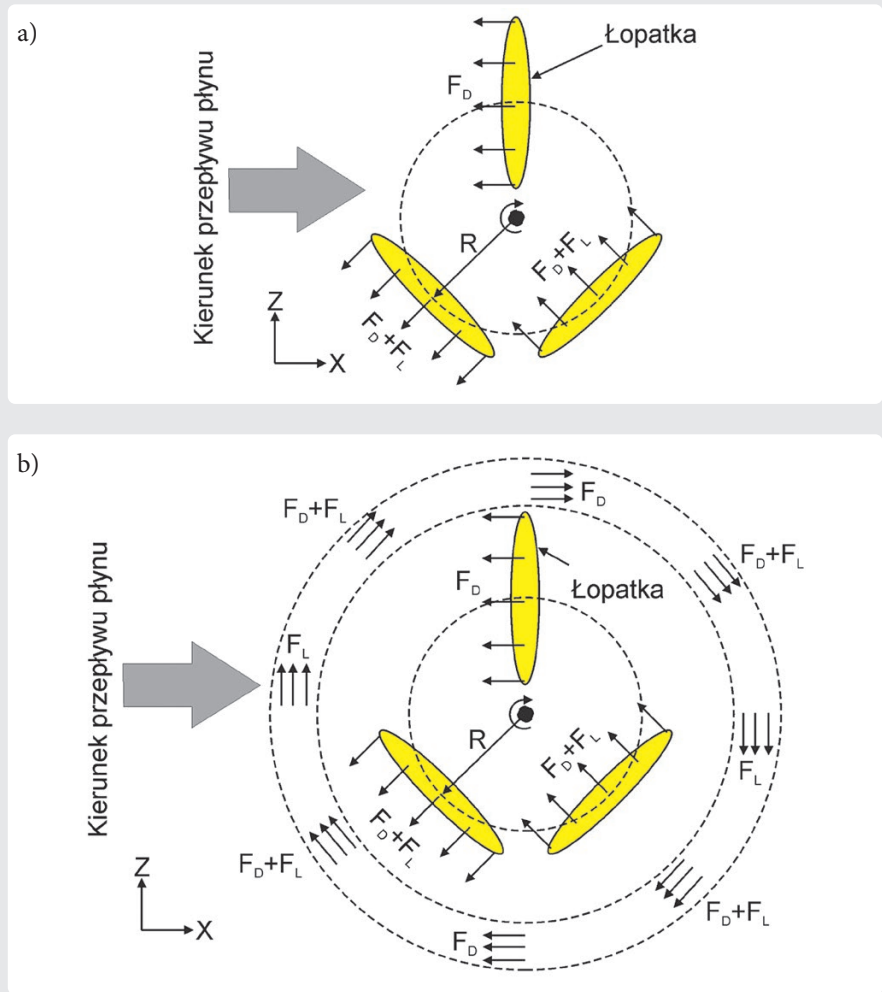 a)
Łopatka
F_D
Kierunek przepływu płynu
R
F_D+F_L
F_D+F_L
Z
X
b)
F_D
F_D+F_L
F_D+F_L
F_D
Łopatka
Kierunek przepływu płynu
F_L
R
F_D+F_L
F_L
F_D+F_L
F_D+F_L
F_D+F_L
Z
X
F_D